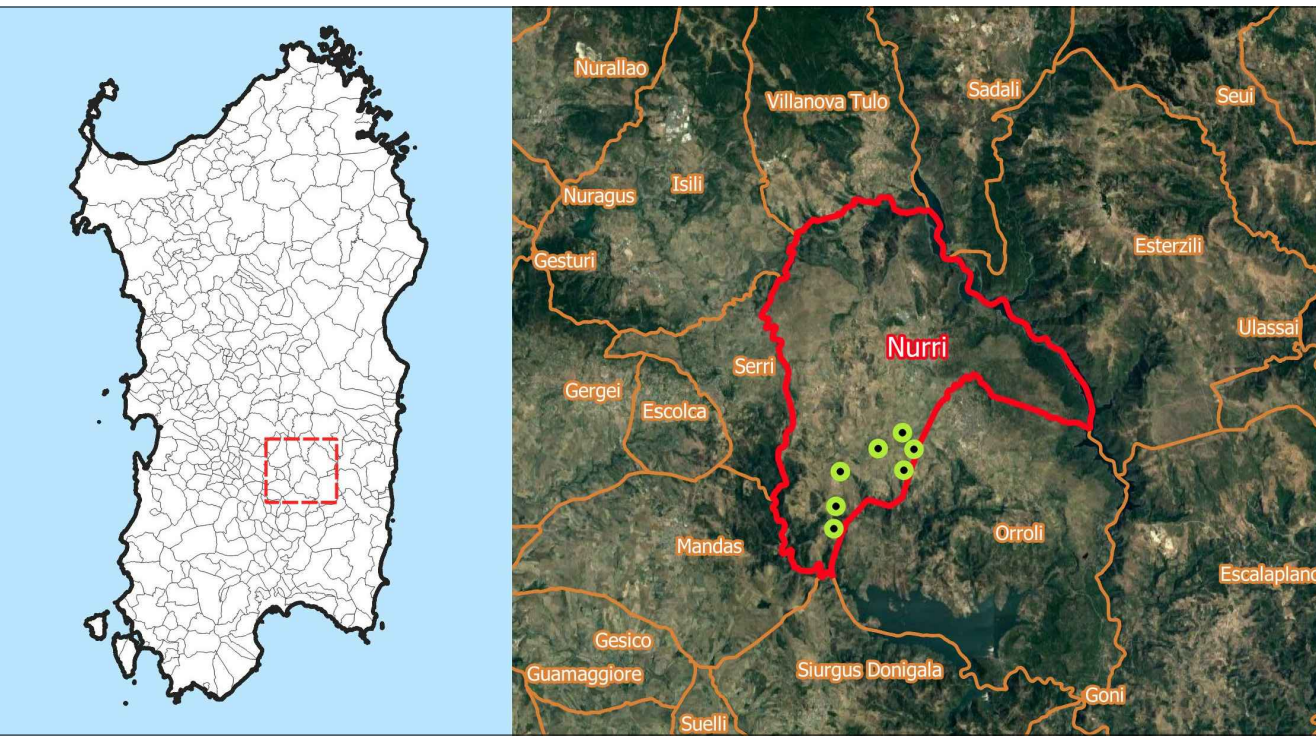 Nurallao
Villanova Tulo
Sadali
Seui
Nuragus
Isili
Gesturi
Esterzili
Ulassai
Nurri
Serri
Gergei
Escolca
Mandas
Orroli
Escalaplano
Gesico
Guamaggiore
Siurgus Donigala
Goni
Suelli